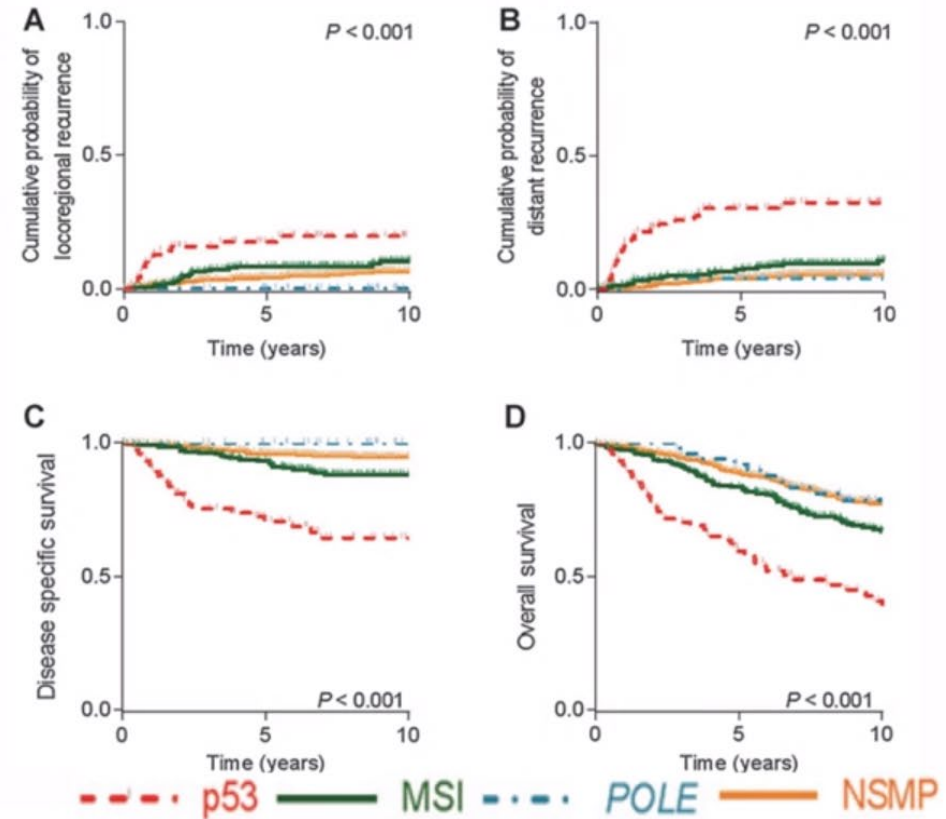 A
1.0
P < 0.001
Cumulative probability of
locoregional recurrence
0.5
0.0
0
5
10
Time (years)
B
1.0
P < 0.001
Cumulative probability of
distant recurrence
0.5
0.0
0
5
10
Time (years)
C
1.0
Disease specific survival
0.5
0.0
P < 0.001
0
5
10
Time (years)
D
1.0
Overall survival
0.5
0.0
P < 0.001
0
5
10
Time (years)
p53 MSI POLE NSMP